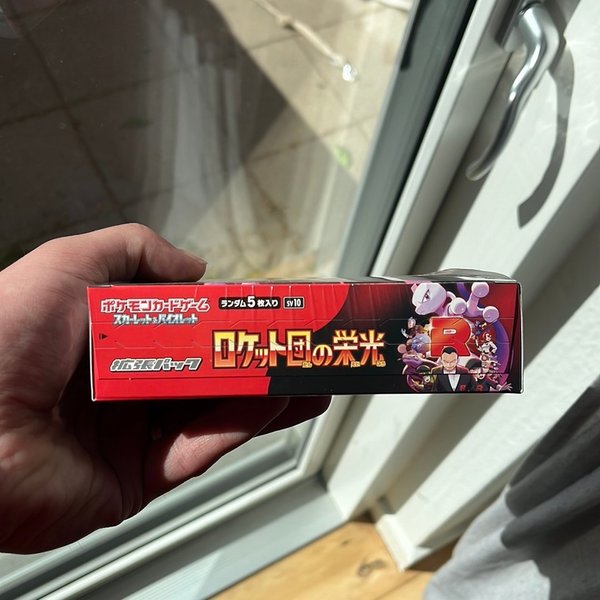 ポケモンカードゲーム
スカーレット&バイオレット
ランダム5枚入り
SV10
拡張パック
ロケット団の栄光
R